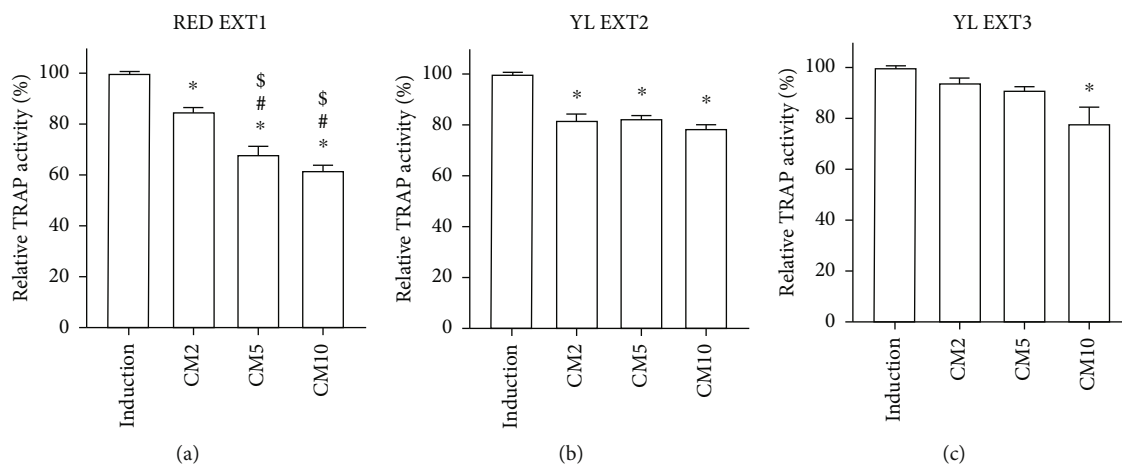 RED EXT1
Relative TRAP activity (%)
100
80
60
40
20
0
*
$
#
*
$
#
*
Induction
CM2
CM5
CM10
(a)
YL EXT2
Relative TRAP activity (%)
100
80
60
40
20
0
*
*
*
Induction
CM2
CM5
CM10
(b)
YL EXT3
Relative TRAP activity (%)
100
80
60
40
20
0
*
Induction
CM2
CM5
CM10
(c)